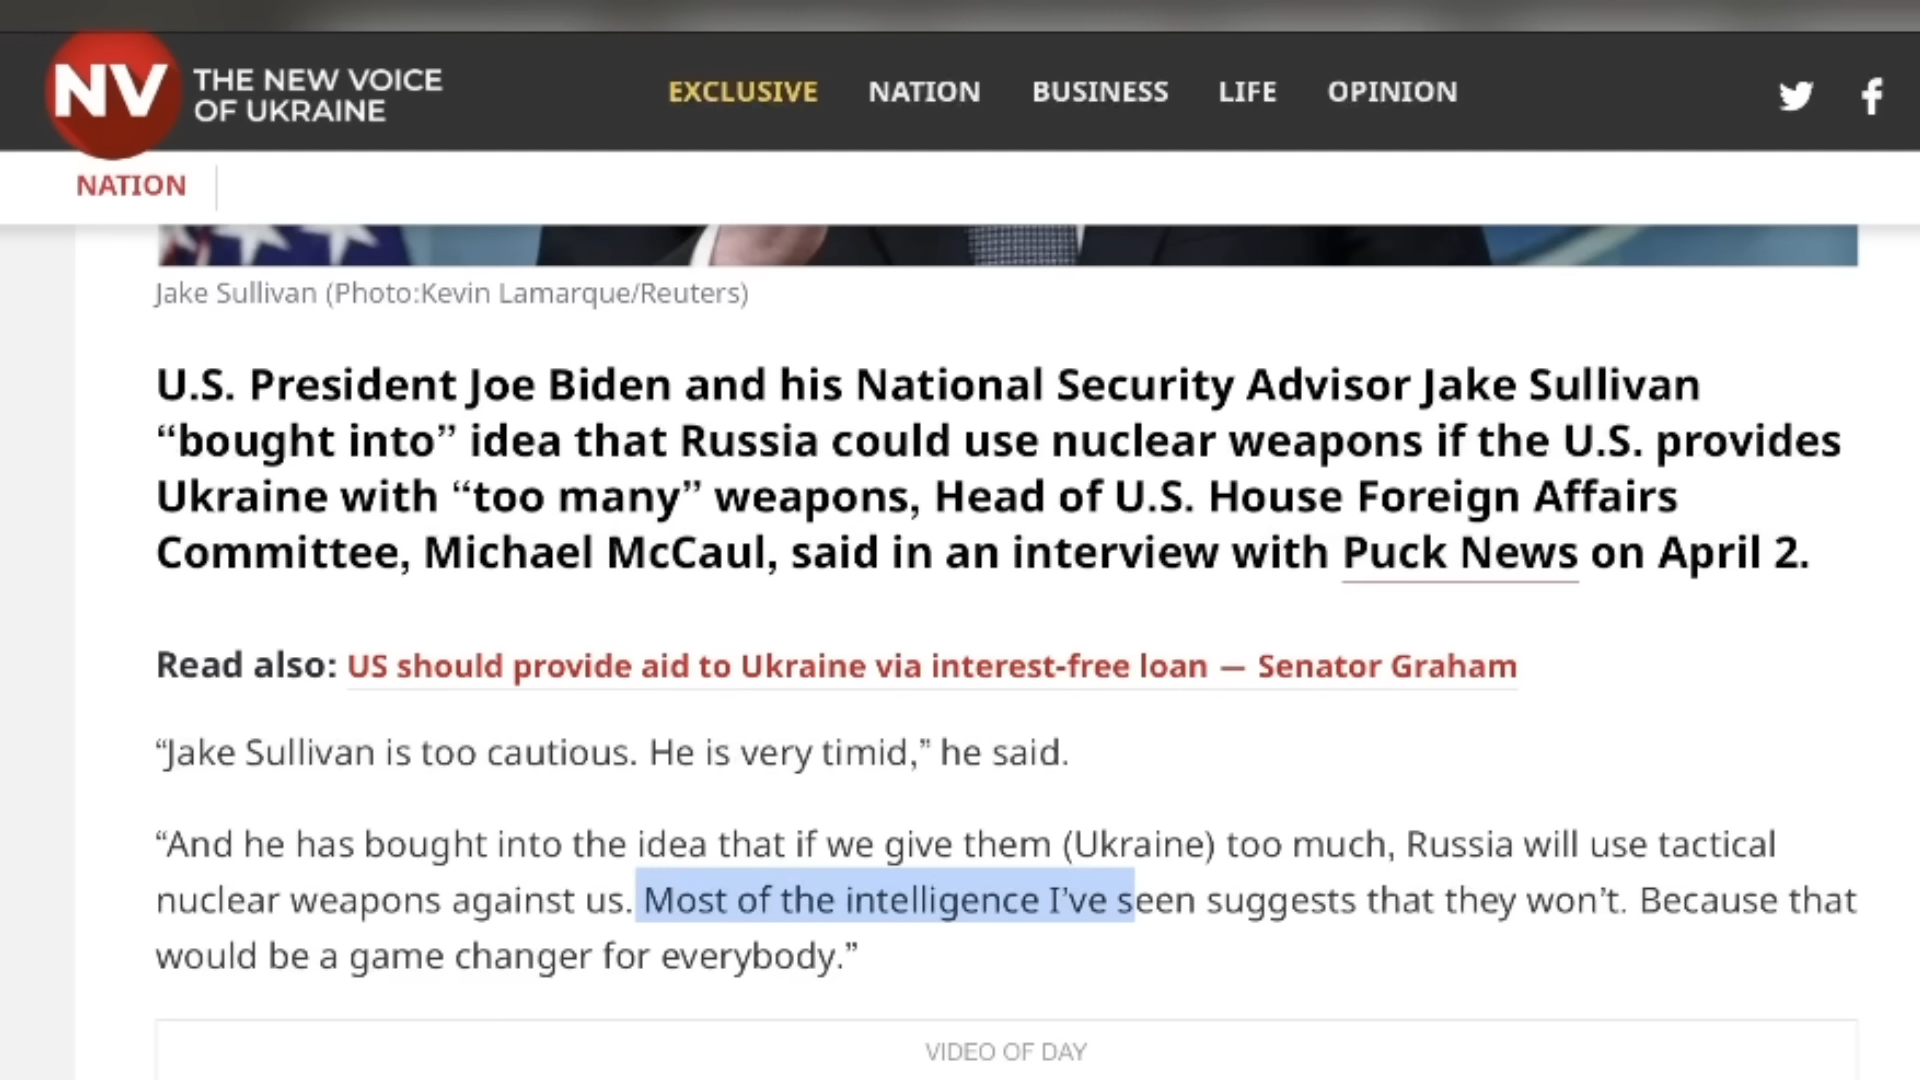 NV THE NEW VOICE
OF UKRAINE
EXCLUSIVE NATION BUSINESS LIFE OPINION
NATION
Jake Sullivan (Photo:Kevin Lamarque/Reuters)
U.S. President Joe Biden and his National Security Advisor Jake Sullivan
“bought into” idea that Russia could use nuclear weapons if the U.S. provides
Ukraine with “too many” weapons, Head of U.S. House Foreign Affairs
Committee, Michael McCaul, said in an interview with Puck News on April 2.
Read also: US should provide aid to Ukraine via interest-free loan — Senator Graham
“Jake Sullivan is too cautious. He is very timid,” he said.
“And he has bought into the idea that if we give them (Ukraine) too much, Russia will use tactical
nuclear weapons against us. Most of the intelligence I’ve seen suggests that they won’t. Because that
would be a game changer for everybody.”
VIDEO OF DAY